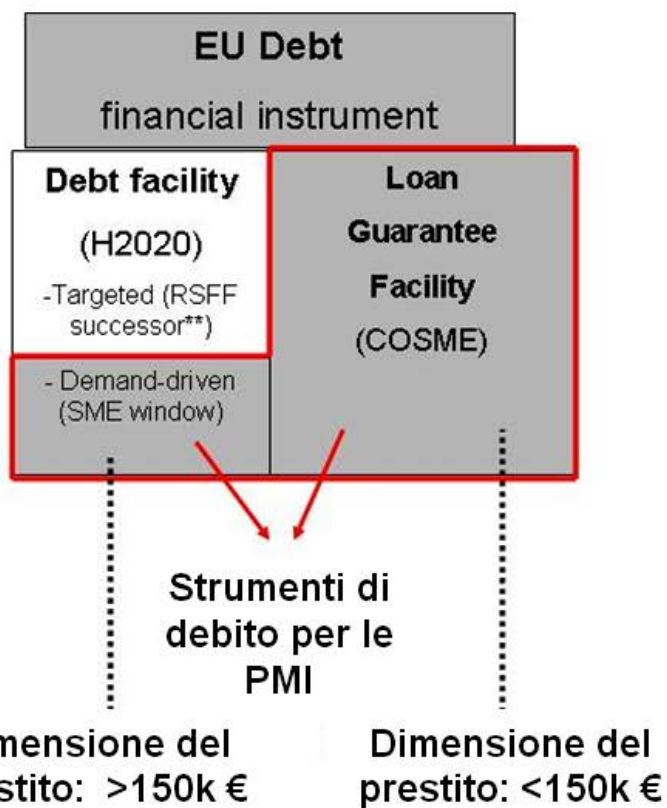 EU Debt
financial instrument
Debt facility
(H2020)
-Targeted (RSFF
successor**)
- Demand-driven
(SME window)
Loan
Guarantee
Facility
(COSME)
Strumenti di
debito per le
PMI
mensione del
stito: >150k €
Dimensione del
prestito: <150k €